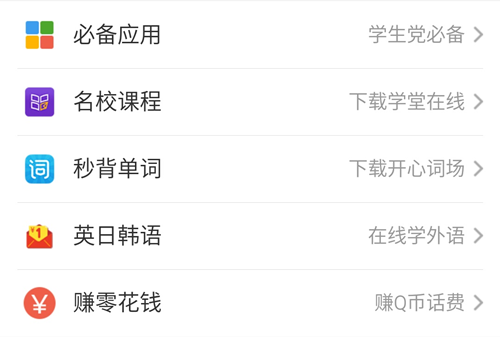 必备应用 学生党必备
名校课程 下载学堂在线
词 秒背单词 下载开心词场
¥1 英日韩语 在线学外语
¥ 赚零花钱 赚Q币话费